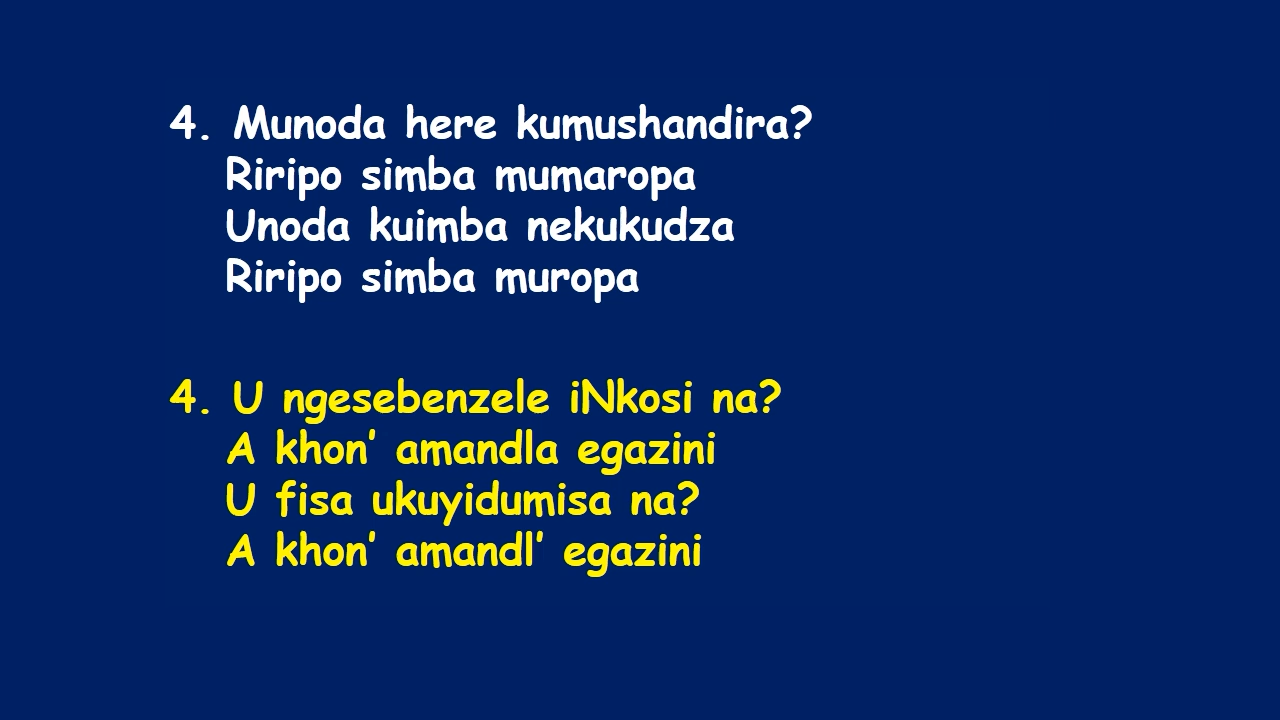 4. Munoda here kumushandira?
Riripo simba mumaropa
Unoda kuimba nekukudza
Riripo simba muropa
4. U ngesebenzele iNkosi na?
A khon’ amandla egazini
U fisa ukuyidumisa na?
A khon’ amandl’ egazini